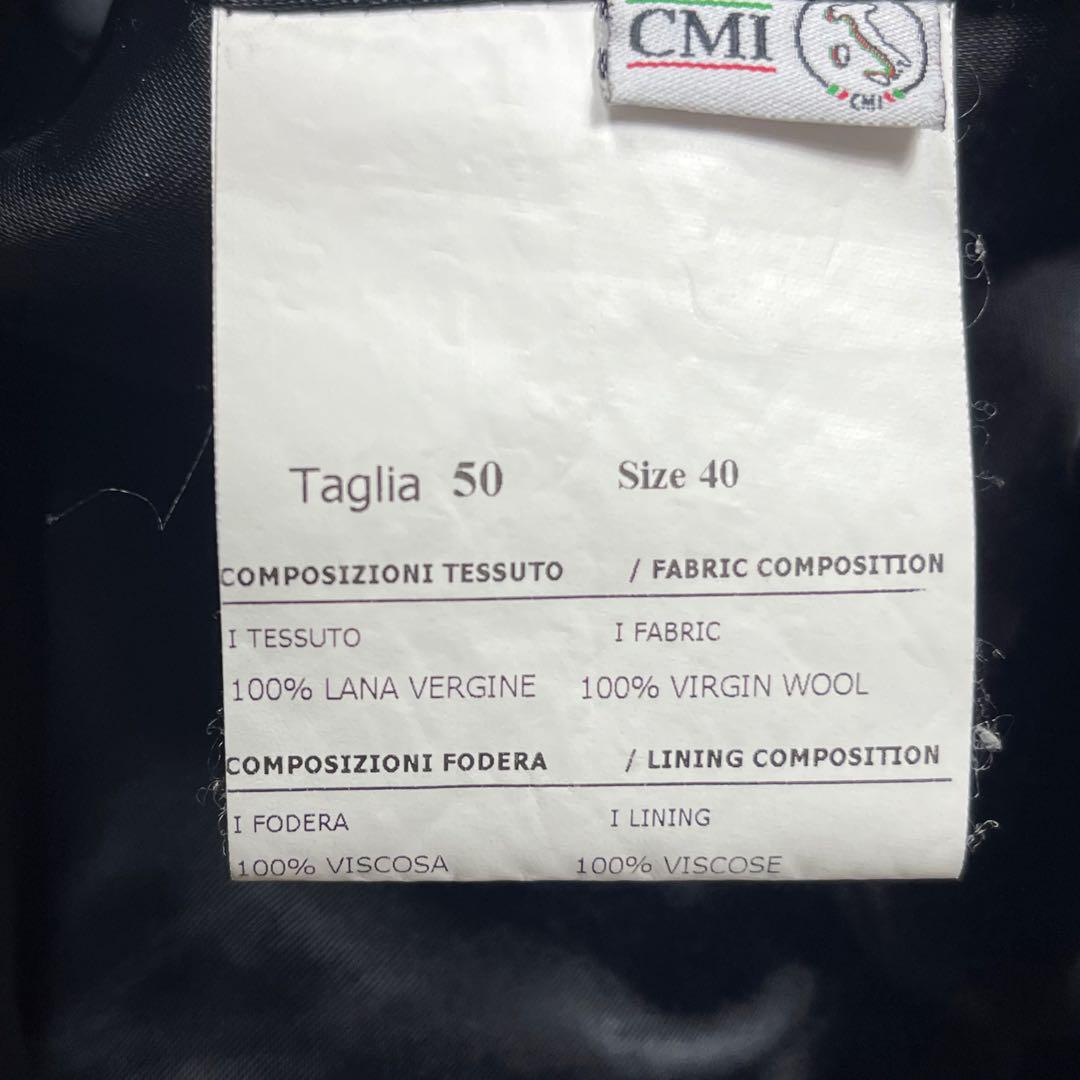 CMI
CMI
Taglia 50 Size 40
COMPOSIZIONI TESSUTO / FABRIC COMPOSITION
I TESSUTO I FABRIC
100% LANA VERGINE 100% VIRGIN WOOL
COMPOSIZIONI FODERA / LINING COMPOSITION
I FODERA I LINING
100% VISCOSA 100% VISCOSE